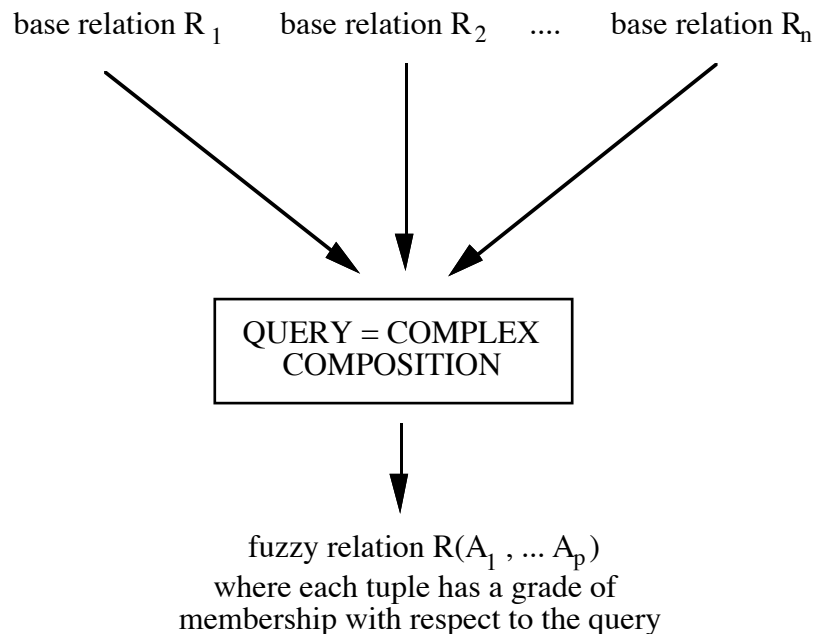 base relation R1 base relation R2 .... base relation Rn
QUERY = COMPLEX
COMPOSITION
fuzzy relation R(A1 , ... Ap)
where each tuple has a grade of
membership with respect to the query